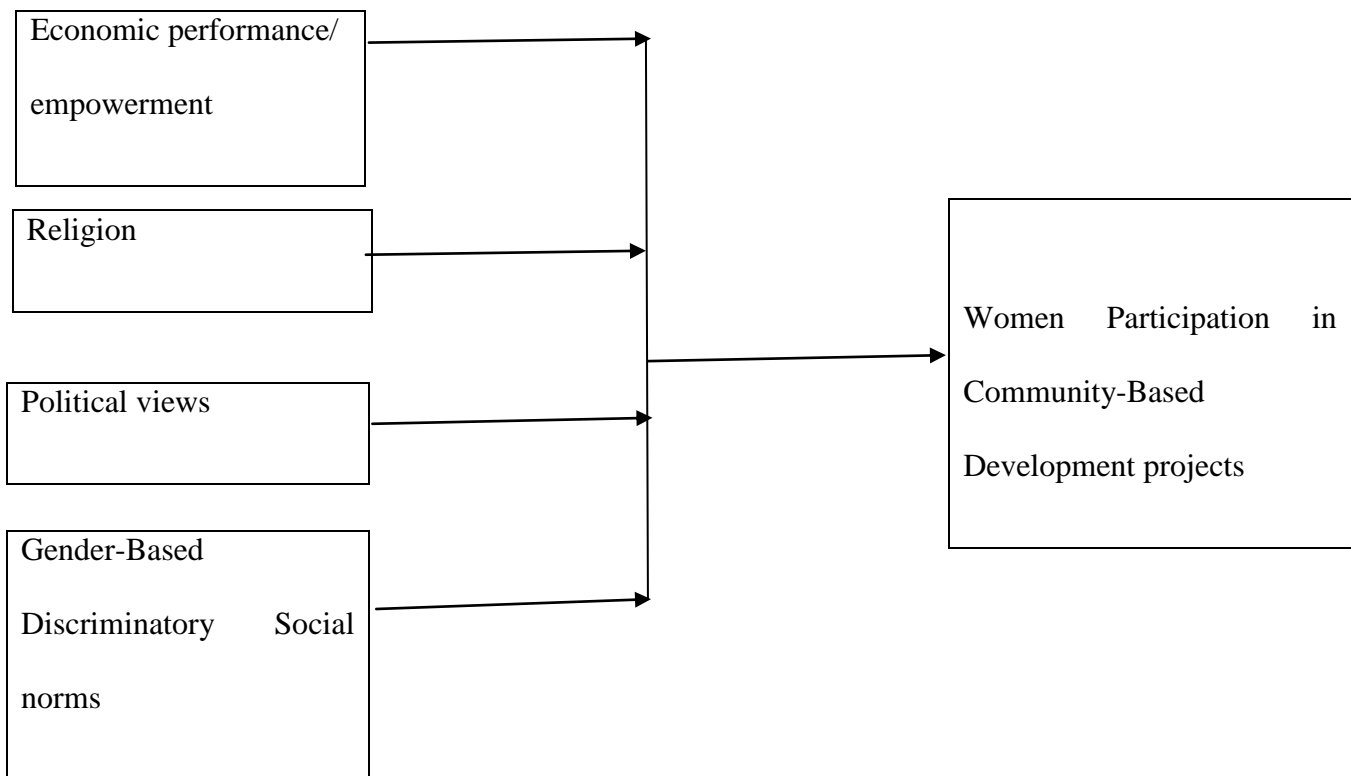 Economic performance/
empowerment
Religion
Political views
Gender-Based
Discriminatory Social
norms
Women Participation in
Community-Based
Development projects